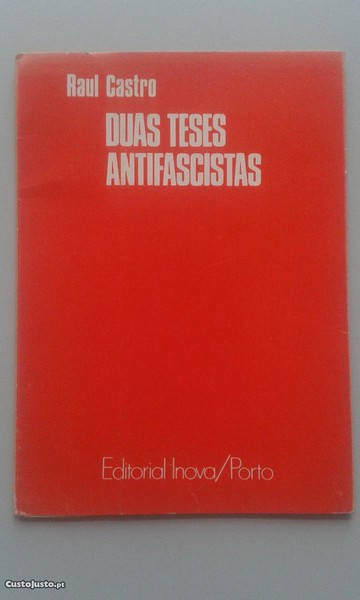 Raul Castro
DUAS TESES
ANTIFASCISTAS
Editorial Inova/Porto
CustoJusto.pt